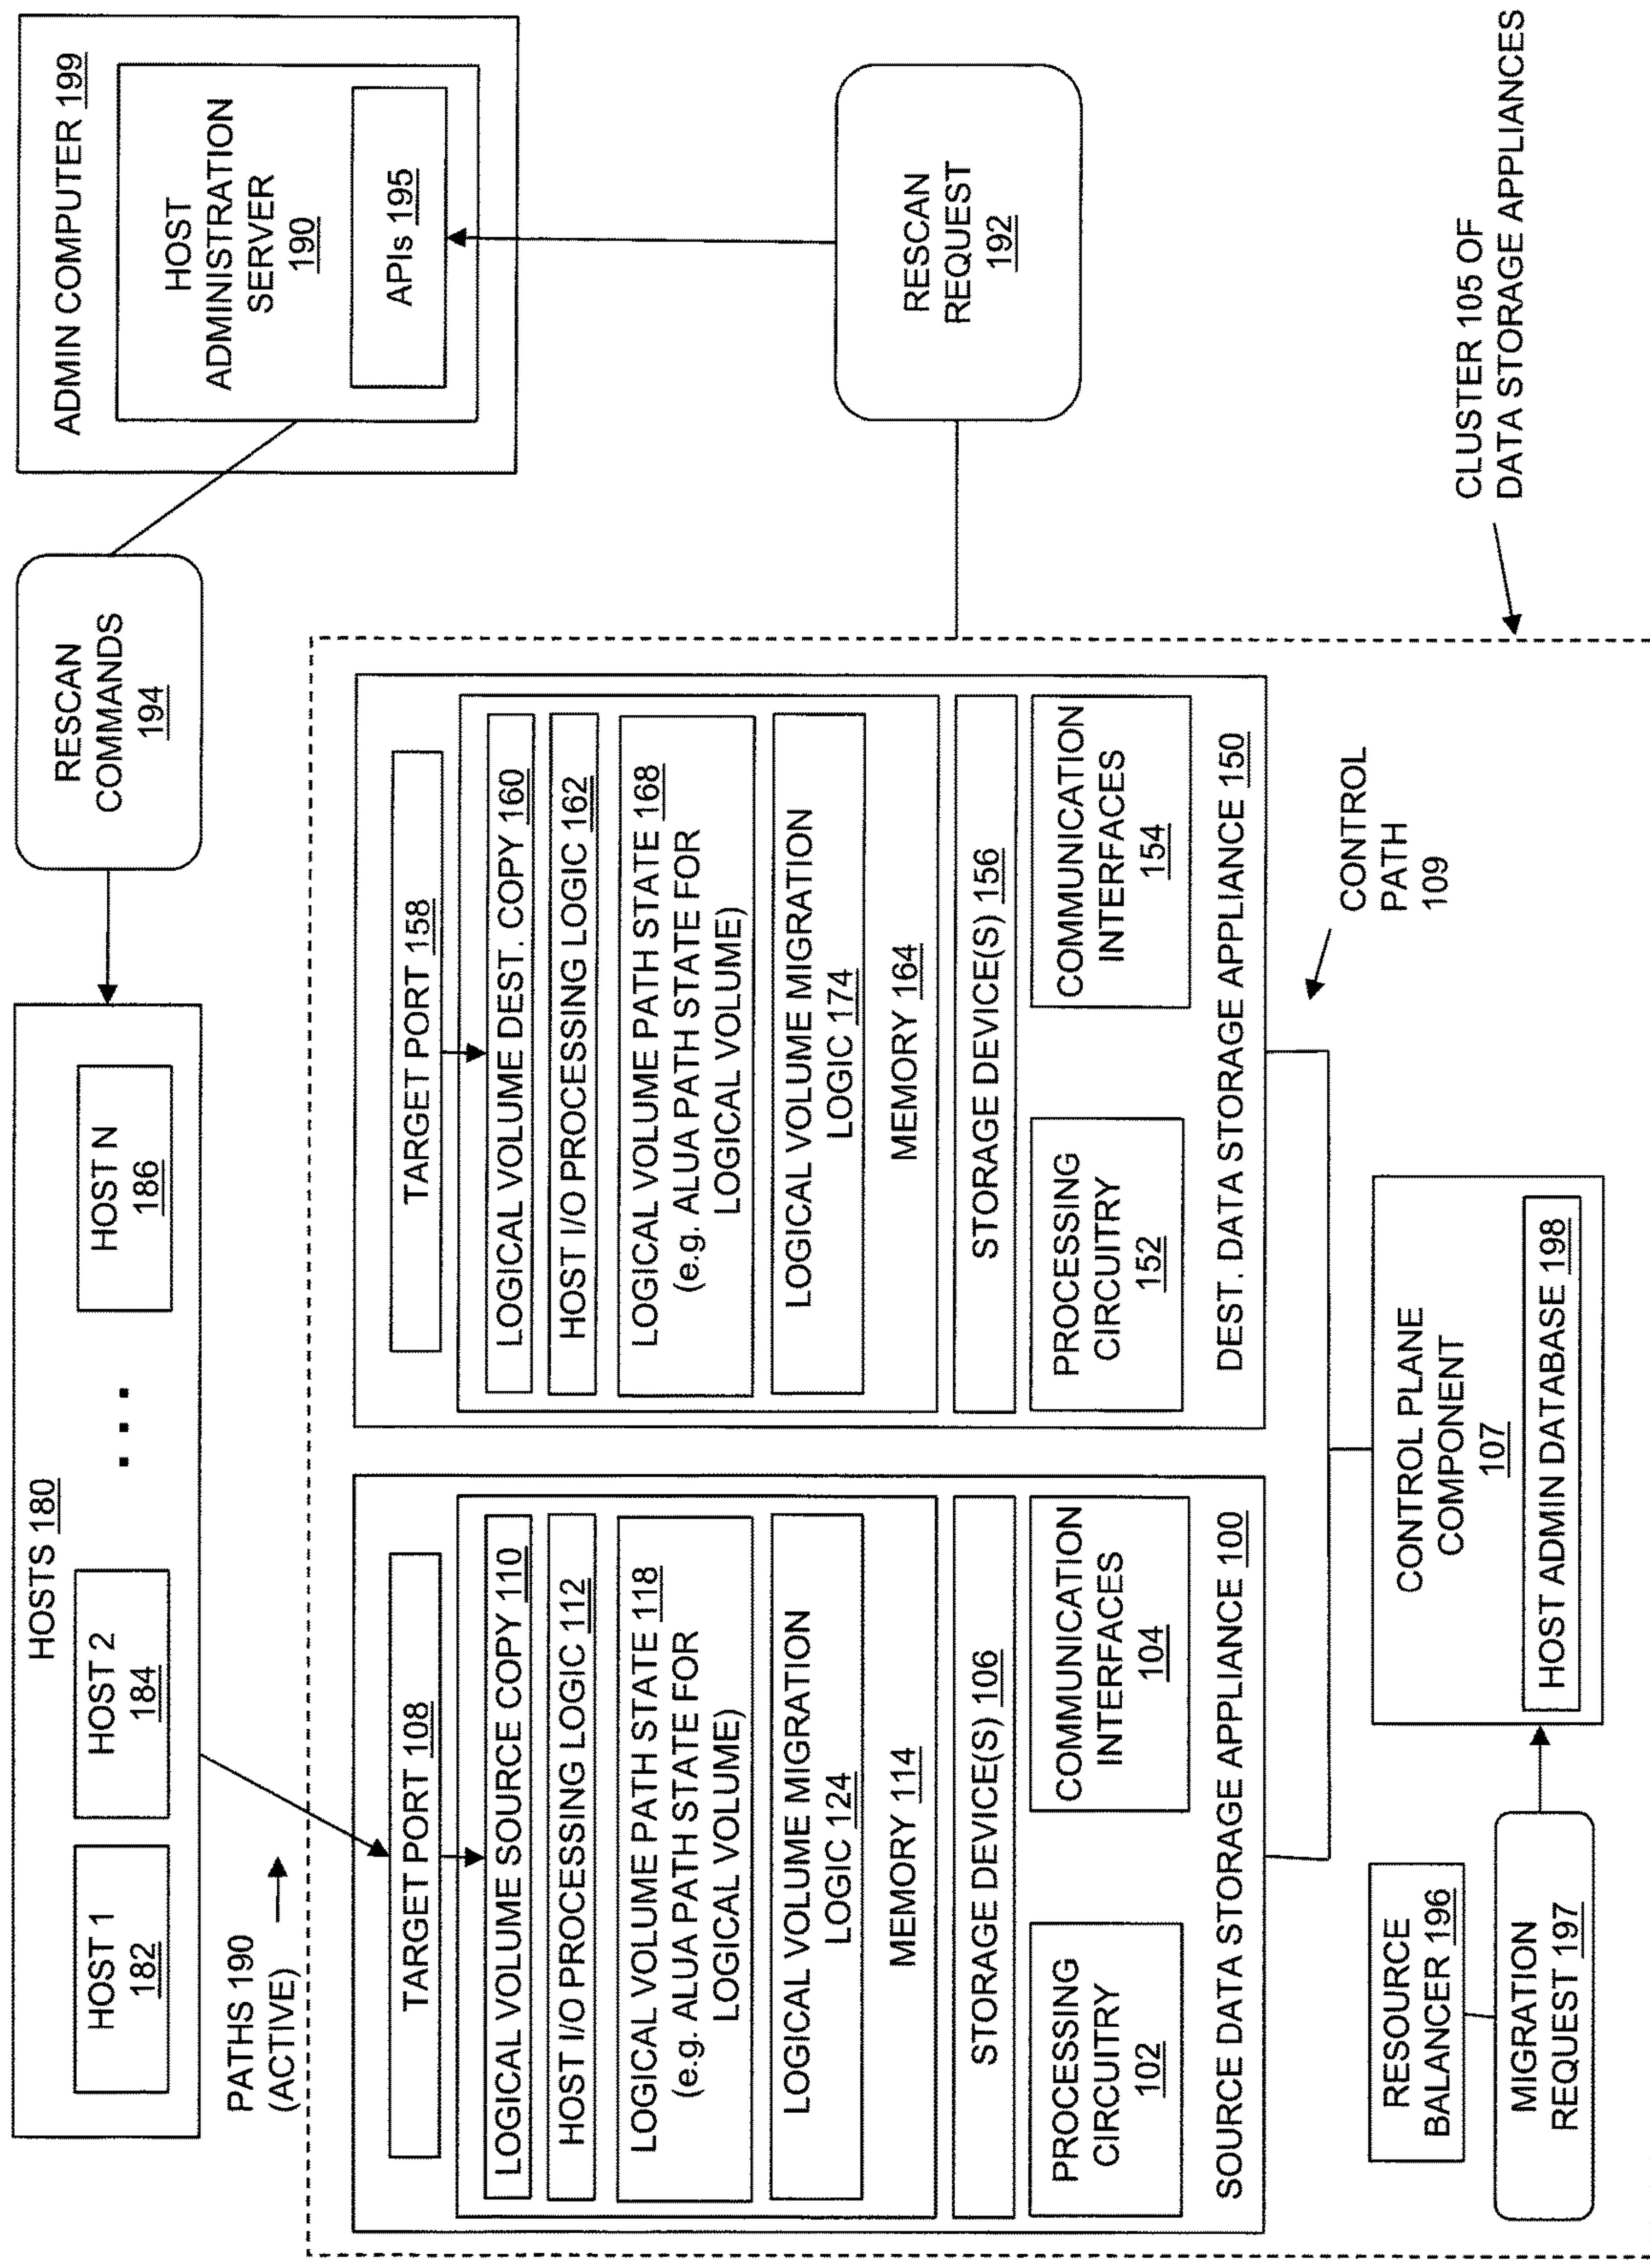 HOSTS 180
HOST 1
182
HOST 2
184
. . .
HOST N
186
RESCAN
COMMANDS
194
ADMIN COMPUTER 199
HOST
ADMINISTRATION
SERVER
190
APIs 195
PATHS 190
(ACTIVE)
RESCAN
REQUEST
192
TARGET PORT 108
LOGICAL VOLUME SOURCE COPY 110
HOST I/O PROCESSING LOGIC 112
LOGICAL VOLUME PATH STATE 118
(e.g. ALUA PATH STATE FOR
LOGICAL VOLUME)
LOGICAL VOLUME MIGRATION
LOGIC 124
MEMORY 114
STORAGE DEVICE(S) 106
PROCESSING
CIRCUITRY
102
COMMUNICATION
INTERFACES
104
SOURCE DATA STORAGE APPLIANCE 100
TARGET PORT 158
LOGICAL VOLUME DEST. COPY 160
HOST I/O PROCESSING LOGIC 162
LOGICAL VOLUME PATH STATE 168
(e.g. ALUA PATH STATE FOR
LOGICAL VOLUME)
LOGICAL VOLUME MIGRATION
LOGIC 174
MEMORY 164
STORAGE DEVICE(S) 156
PROCESSING
CIRCUITRY
152
COMMUNICATION
INTERFACES
154
DEST. DATA STORAGE APPLIANCE 150
CONTROL
PATH
109
CLUSTER 105 OF
DATA STORAGE APPLIANCES
RESOURCE
BALANCER 196
MIGRATION
REQUEST 197
CONTROL PLANE
COMPONENT
107
HOST ADMIN DATABASE 198